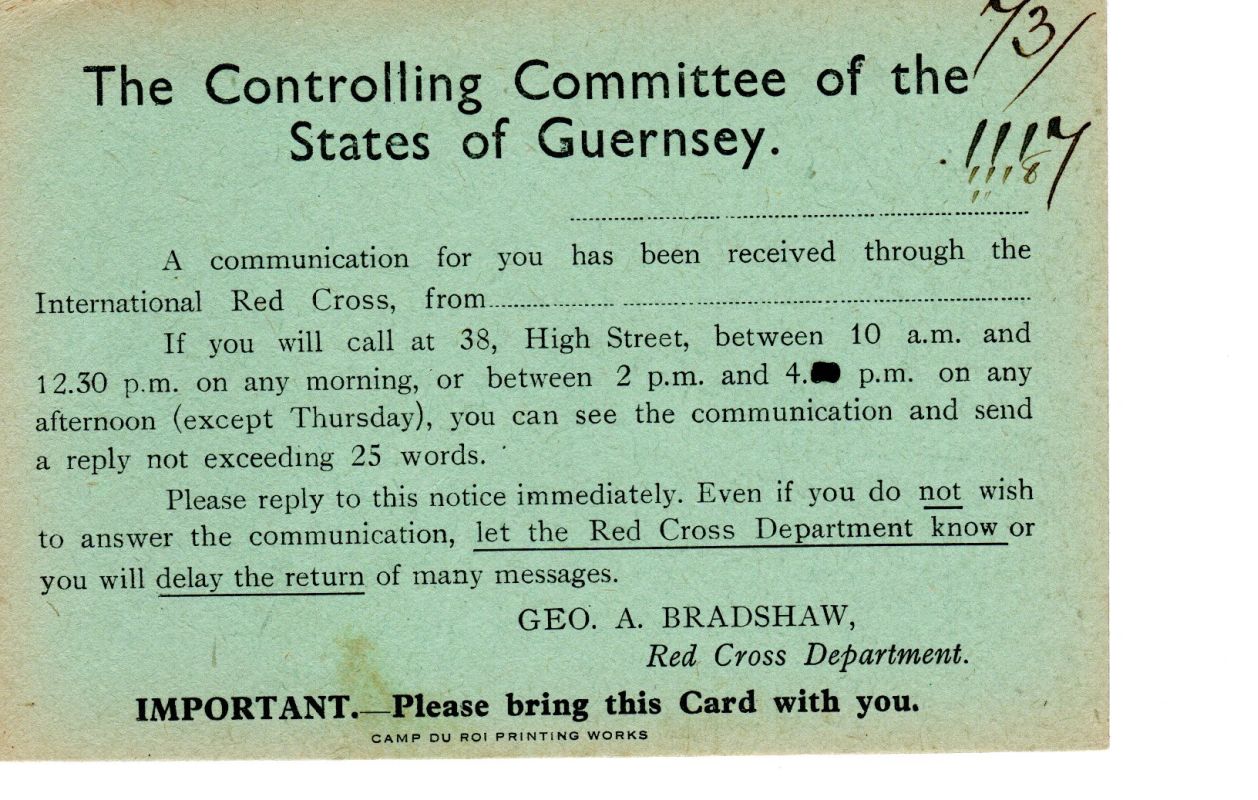 73/
The Controlling Committee of the
States of Guernsey.
1117
1118
A communication for you has been received through the
International Red Cross, from
If you will call at 38, High Street, between 10 a.m. and
12.30 p.m. on any morning, or between 2 p.m. and 4. p.m. on any
afternoon (except Thursday), you can see the communication and send
a reply not exceeding 25 words.
Please reply to this notice immediately. Even if you do not wish
to answer the communication, let the Red Cross Department know or
you will delay the return of many messages.
GEO. A. BRADSHAW,
Red Cross Department.
IMPORTANT.—Please bring this Card with you.
CAMP DU ROI PRINTING WORKS